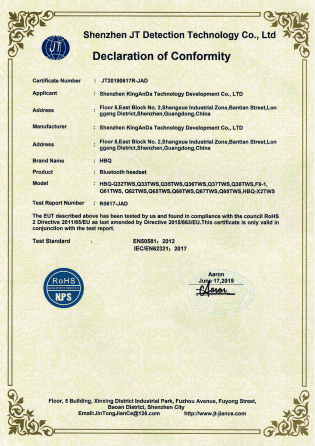 JT
Shenzhen JT Detection Technology Co., Ltd
Declaration of Conformity
Certificate Number : JT20190617R-JAD
Applicant : Shenzhen KingAnDa Technology Development Co., LTD
Address : Floor 5,East Block No. 2,Shangxue Industrial Zone,Bantian Street,Lon
ggang District,Shenzhen,Guangdong,China
Manufacturer : Shenzhen KingAnDa Technology Development Co., LTD
Address : Floor 5,East Block No. 2,Shangxue Industrial Zone,Bantian Street,Lon
ggang District,Shenzhen,Guangdong,China
Brand Name : HBQ
Product : Bluetooth headset
Model : HBQ-Q32TWS,Q33TWS,Q35TWS,Q36TWS,Q37TWS,Q38TWS,F9-1,
Q61TWS, Q62TWS,Q65TWS,Q66TWS,Q67TWS,Q68TWS,HBQ-X2TWS
Test Report Number : R0617-JAD
The EUT described above has been tested by us and found in compliance with the council RoHS
2 Directive 2011/65/EU as last amended by Directive 2015/863/EU.This certificate is only valid in
conjunction with the test report.
Test Standard : EN50581: 2012
IEC/EN62321: 2017
RoHS
NPS
Aaron
June 17,2019
Aaron
Floor, 5 Building, Xinxing District Industrial Park, Fuzhou Avenue, Fuyong Street,
Baoan District, Shenzhen City
Email:JinTongJianCe@126.com http://www.jt-jiance.com